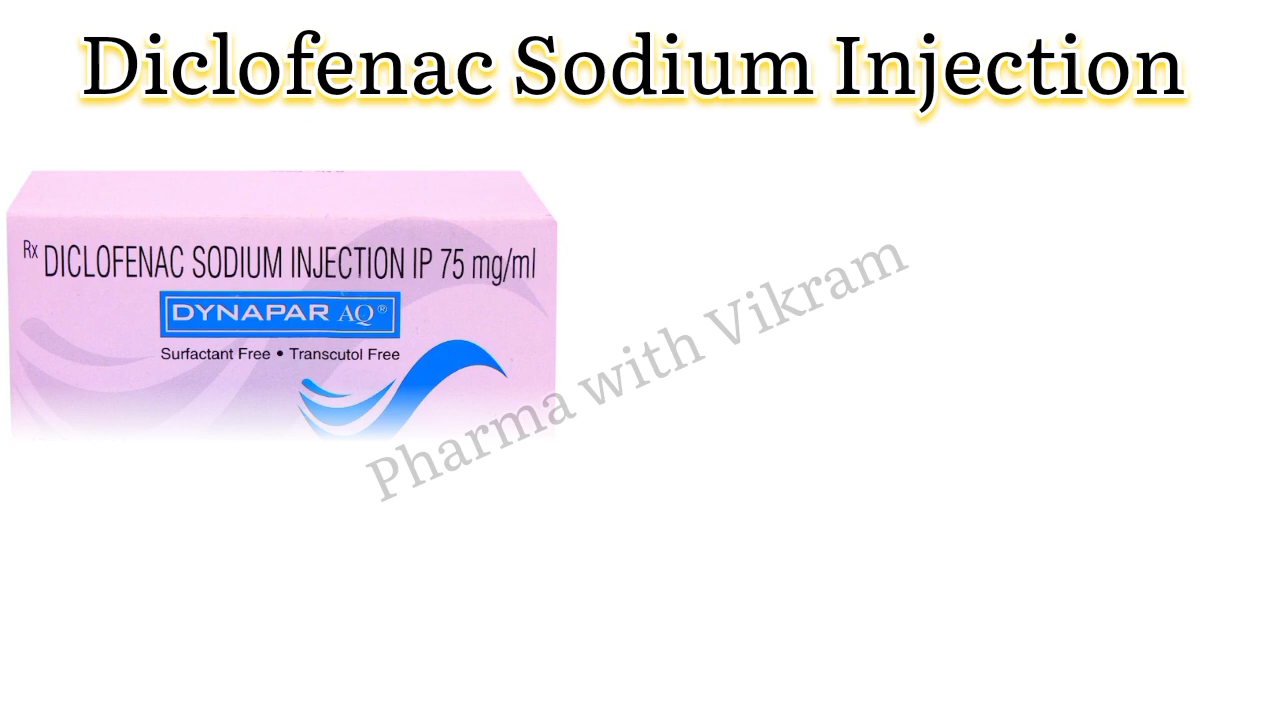 Diclofenac Sodium Injection
Rx DICLOFENAC SODIUM INJECTION IP 75 mg/ml
DYNAPAR AQ®
Surfactant Free • Transcutol Free
Pharma with Vikram